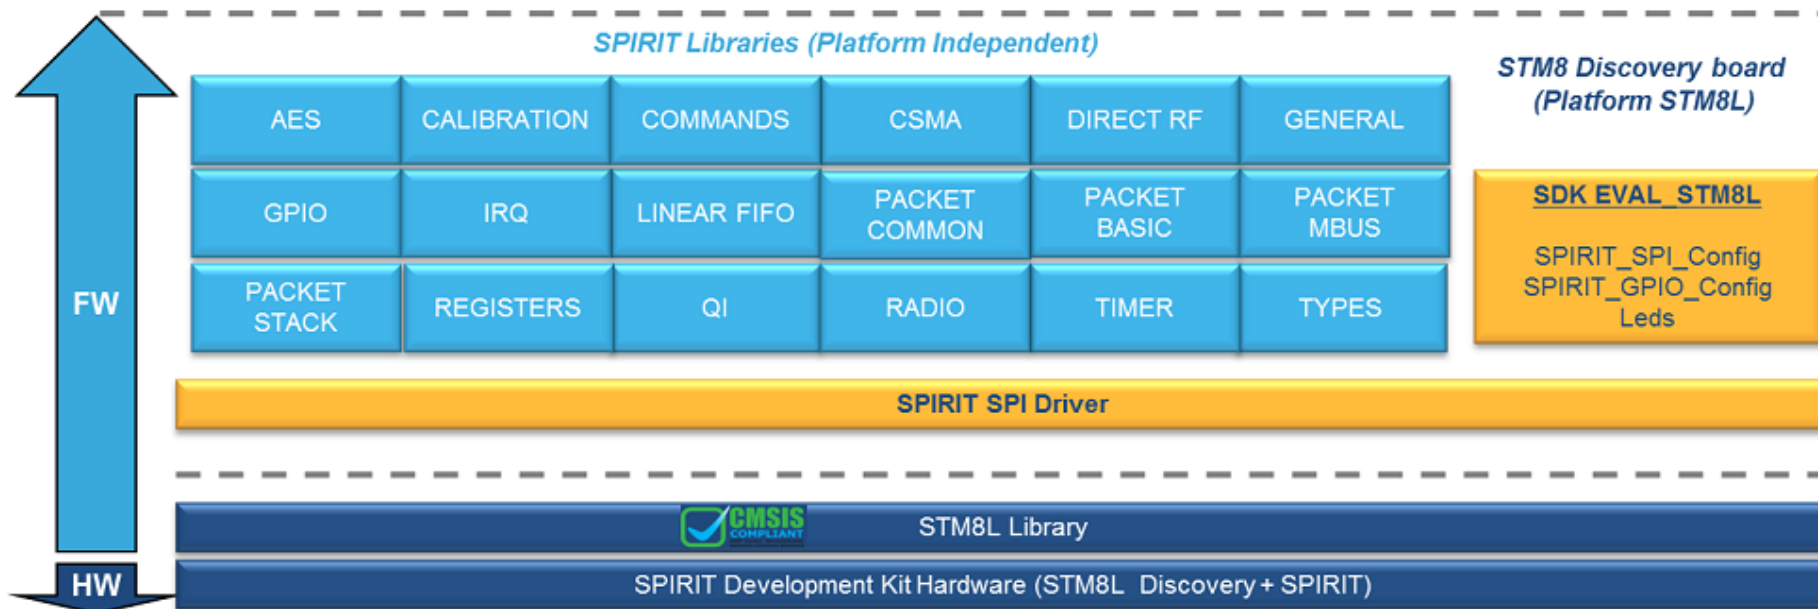 SPIRIT Libraries (Platform Independent)
STM8 Discovery board
(Platform STM8L)
AES
CALIBRATION
COMMANDS
CSMA
DIRECT RF
GENERAL
GPIO
IRQ
LINEAR FIFO
PACKET
COMMON
PACKET
BASIC
PACKET
MBUS
PACKET
STACK
REGISTERS
QI
RADIO
TIMER
TYPES
SDK EVAL_STM8L
SPIRIT_SPI_Config
SPIRIT_GPIO_Config
Leds
FW
SPIRIT SPI Driver
CMSIS
COMPLIANT
STM8L Library
HW
SPIRIT Development Kit Hardware (STM8L Discovery + SPIRIT)